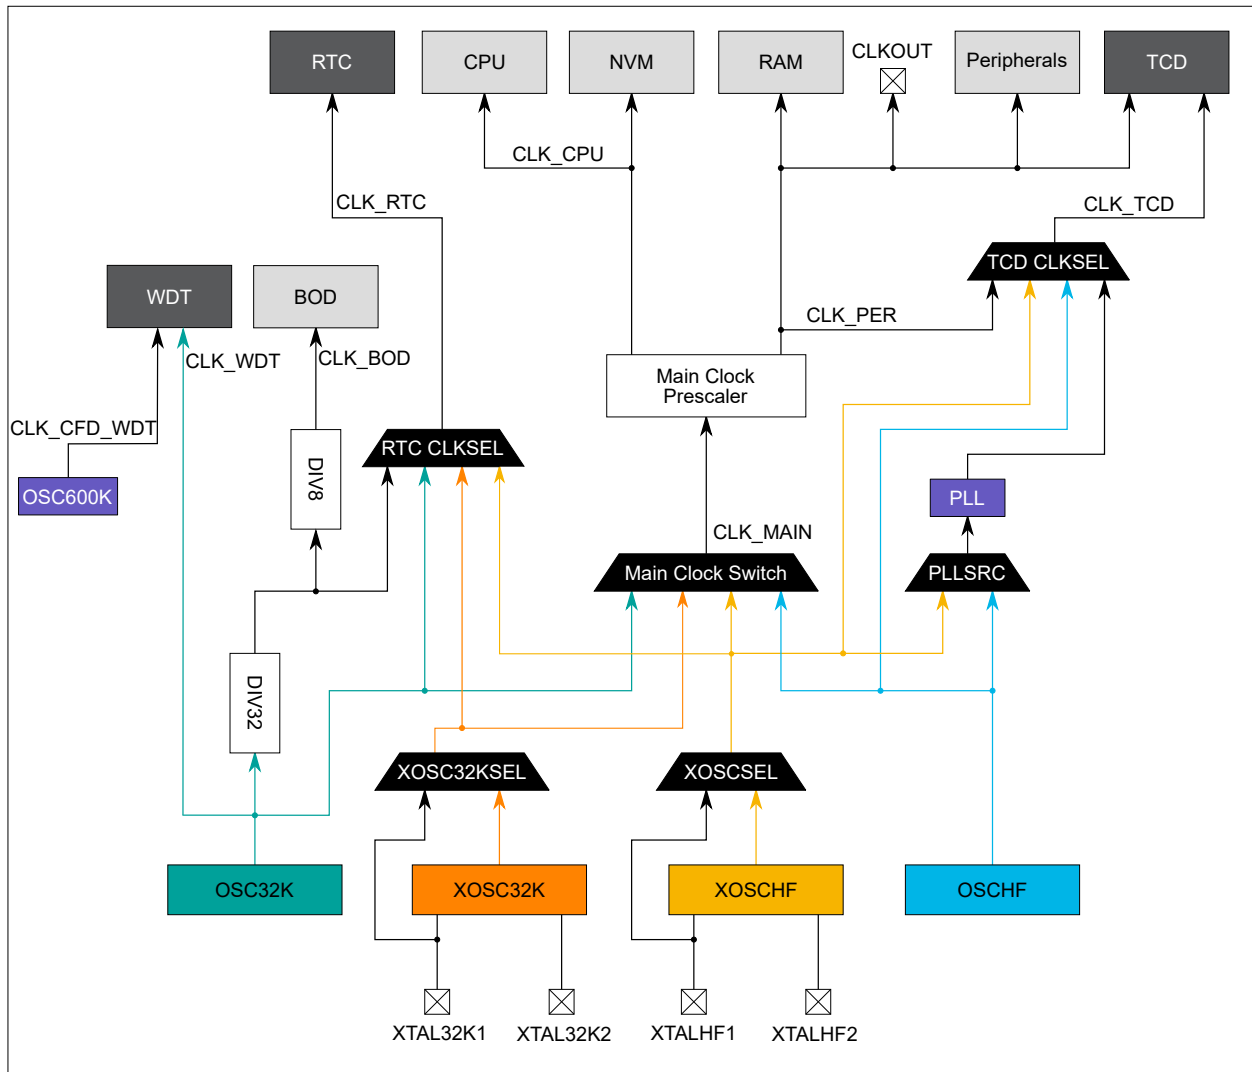 RTC
CPU
NVM
RAM
CLKOUT
Peripherals
TCD
CLK_CPU
CLK_RTC
CLK_TCD
TCD CLKSEL
WDT
BOD
CLK_PER
CLK_WDT
CLK_BOD
Main Clock
Prescaler
CLK_CFD_WDT
RTC CLKSEL
OSC600K
DIV8
PLL
CLK_MAIN
Main Clock Switch
PLLSRC
DIV32
XOSC32KSEL
XOSCSEL
OSC32K
XOSC32K
XOSCHF
OSCHF
XTAL32K1
XTAL32K2
XTALHF1
XTALHF2